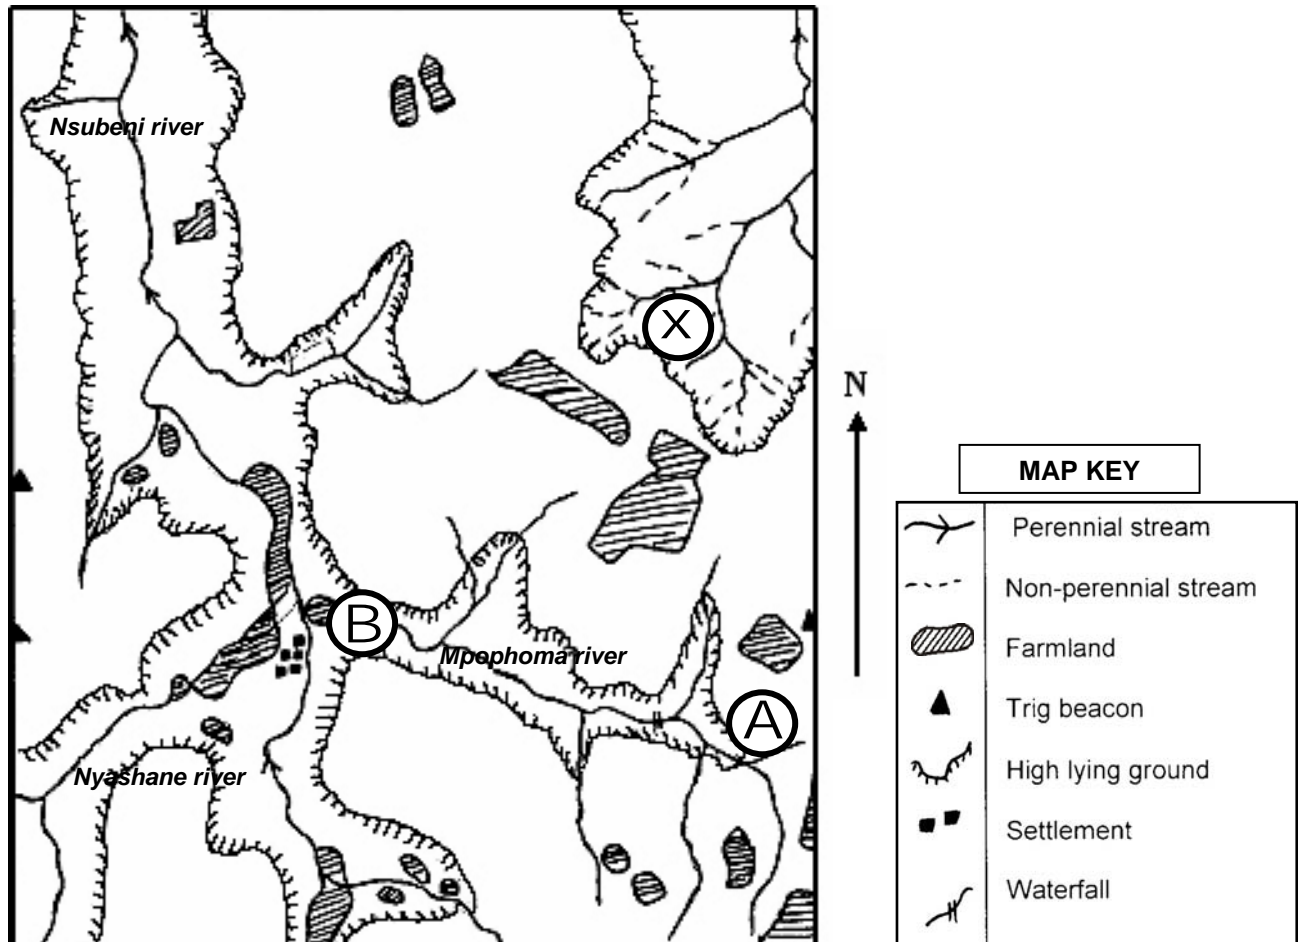 Nsubeni river
X
N
B
Mpophoma river
A
Nyashane river
MAP KEY
Perennial stream
Non-perennial stream
Farmland
Trig beacon
High lying ground
Settlement
Waterfall